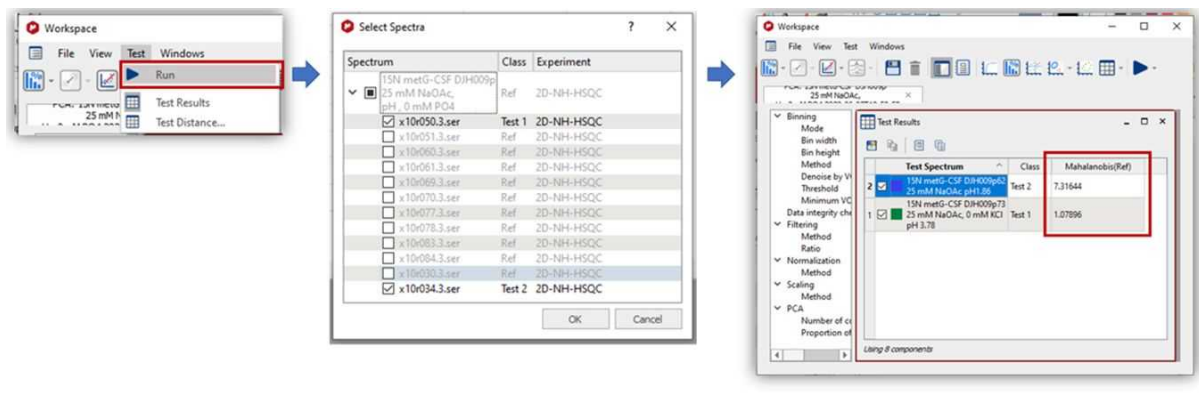 Workspace
File View Test Windows
Run
25 mM N
Test Results
Test Distance...
Select Spectra
? X
Spectrum Class Experiment
15N metG-CSF DJH009p
25 mM NaOAc, Ref 2D-NH-HSQC
pH , 0 mM PO4
x10r050.3.ser Test 1 2D-NH-HSQC
x10r051.3.ser Ref 2D-NH-HSQC
x10r060.3.ser Ref 2D-NH-HSQC
x10r061.3.ser Ref 2D-NH-HSQC
x10r069.3.ser Ref 2D-NH-HSQC
x10r070.3.ser Ref 2D-NH-HSQC
x10r077.3.ser Ref 2D-NH-HSQC
x10r078.3.ser Ref 2D-NH-HSQC
x10r083.3.ser Ref 2D-NH-HSQC
x10r084.3.ser Ref 2D-NH-HSQC
x10r030.3.ser Ref 2D-NH-HSQC
x10r034.3.ser Test 2 2D-NH-HSQC
OK Cancel
Workspace
File View Test Windows
25 mM NaOAc,
Binning
Mode
Bin width
Bin height
Method
Denoise by V
Threshold
Minimum VC
Data integrity che
Filtering
Method
Ratio
Normalization
Method
Scaling
Method
PCA
Number of co
Proportion of
Test Results
Test Spectrum Class Mahalanobis(Ref)
2 15N metG-CSF DJH009p62
25 mM NaOAc pH1.86 Test 2 7.31644
15N metG-CSF DJH009p73
1 25 mM NaOAc, 0 mM KCl Test 1 1.07896
pH 3.78
Using 8 components